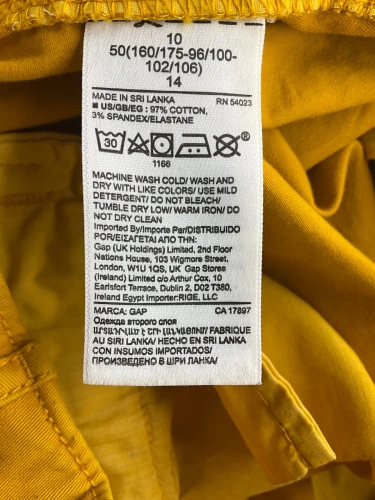 10
50(160/175-96/100-
102/106)
14
MADE IN SRI LANKA RN 54023
■ US/GB/EG : 97% COTTON,
3% SPANDEX/ELASTANE
30
1166
MACHINE WASH COLD/ WASH AND
DRY WITH LIKE COLORS/ USE MILD
DETERGENT/ DO NOT BLEACH/
TUMBLE DRY LOW/ WARM IRON/ DO
NOT DRY CLEAN
Imported By/Importado Par/Distribuido
POR/ΕΙΣΑΓΕΤΑΙ ΑΠΟ ΤΗΝ:
Gap (UK Holdings) Limited, 2nd Floor
Nations House, 103 Wigmore Street,
London, W1U 1QS, UK Gap Stores
(Ireland) Limited c/o Arthur Cox, 10
Earlsfort Terrace, Dublin 2, D02 T380,
Ireland Egypt Importer:RIGE, LLC
MARCA: GAP CA 17897
Одежда второго слоя
ԱՐՏԱԴՐՎԱԾ Է ՇՐԻ ԼԱՆԿԱՅՈՒՄ/ FABRIQUE
AU SRI LANKA/ HECHO EN SRI LANKA
CON INSUMOS IMPORTADOS/
ПРОИЗВЕДЕНО В ШРИ ЛАНКА/